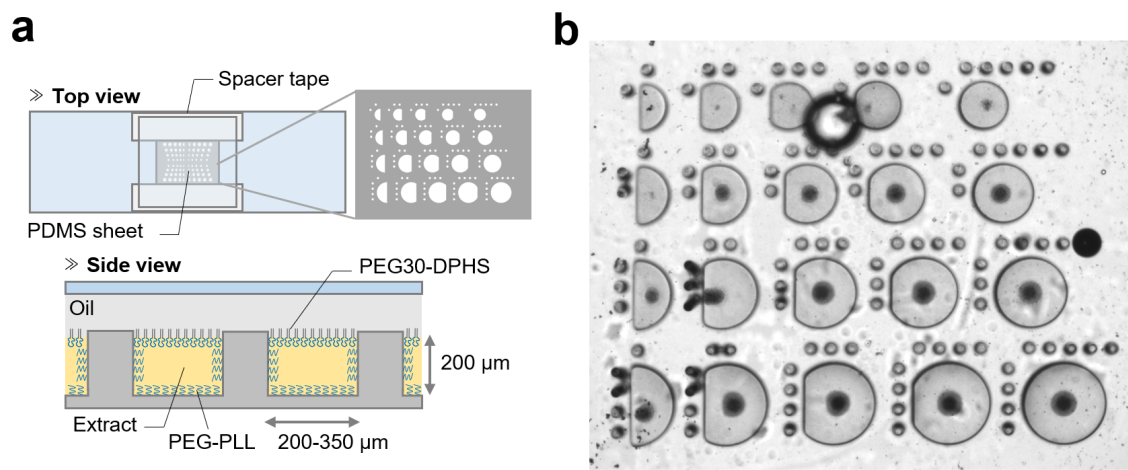 a
b
Spacer tape
>> Top view
PDMS sheet
>> Side view
PEG30-DPHS
Oil
200 µm
Extract
PEG-PLL
200-350 µm